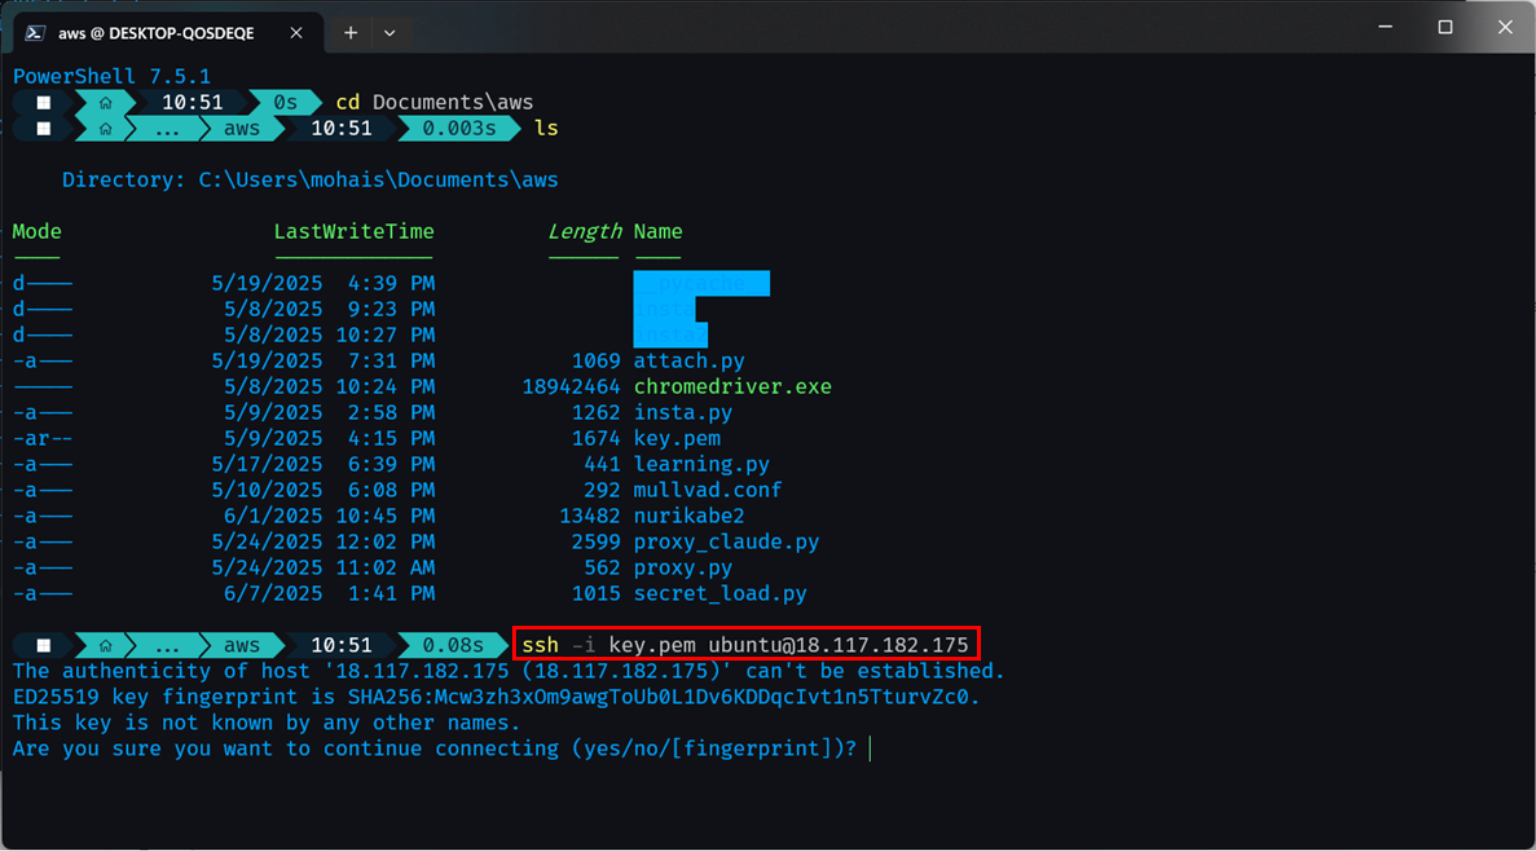 aws @ DESKTOP-QOSDEQE
PowerShell 7.5.1
10:51 0s cd Documents\aws
... aws 10:51 0.003s ls
Directory: C:\Users\mohais\Documents\aws
Mode LastWriteTime Length Name
d---- 5/19/2025 4:39 PM __pycache__
d---- 5/8/2025 9:23 PM insta
d---- 5/8/2025 10:27 PM insta2
-a--- 5/19/2025 7:31 PM 1069 attach.py
----- 5/8/2025 10:24 PM 18942464 chromedriver.exe
-a--- 5/9/2025 2:58 PM 1262 insta.py
-ar-- 5/9/2025 4:15 PM 1674 key.pem
-a--- 5/17/2025 6:39 PM 441 learning.py
-a--- 5/10/2025 6:08 PM 292 mullvad.conf
-a--- 6/1/2025 10:45 PM 13482 nurikabe2
-a--- 5/24/2025 12:02 PM 2599 proxy_claude.py
-a--- 5/24/2025 11:02 AM 562 proxy.py
-a--- 6/7/2025 1:41 PM 1015 secret_load.py
... aws 10:51 0.08s ssh -i key.pem ubuntu@18.117.182.175
The authenticity of host '18.117.182.175 (18.117.182.175)' can't be established.
ED25519 key fingerprint is SHA256:Mcw3zh3xOm9awgToUb0L1Dv6KDDqcIvt1n5TturvZc0.
This key is not known by any other names.
Are you sure you want to continue connecting (yes/no/[fingerprint])?